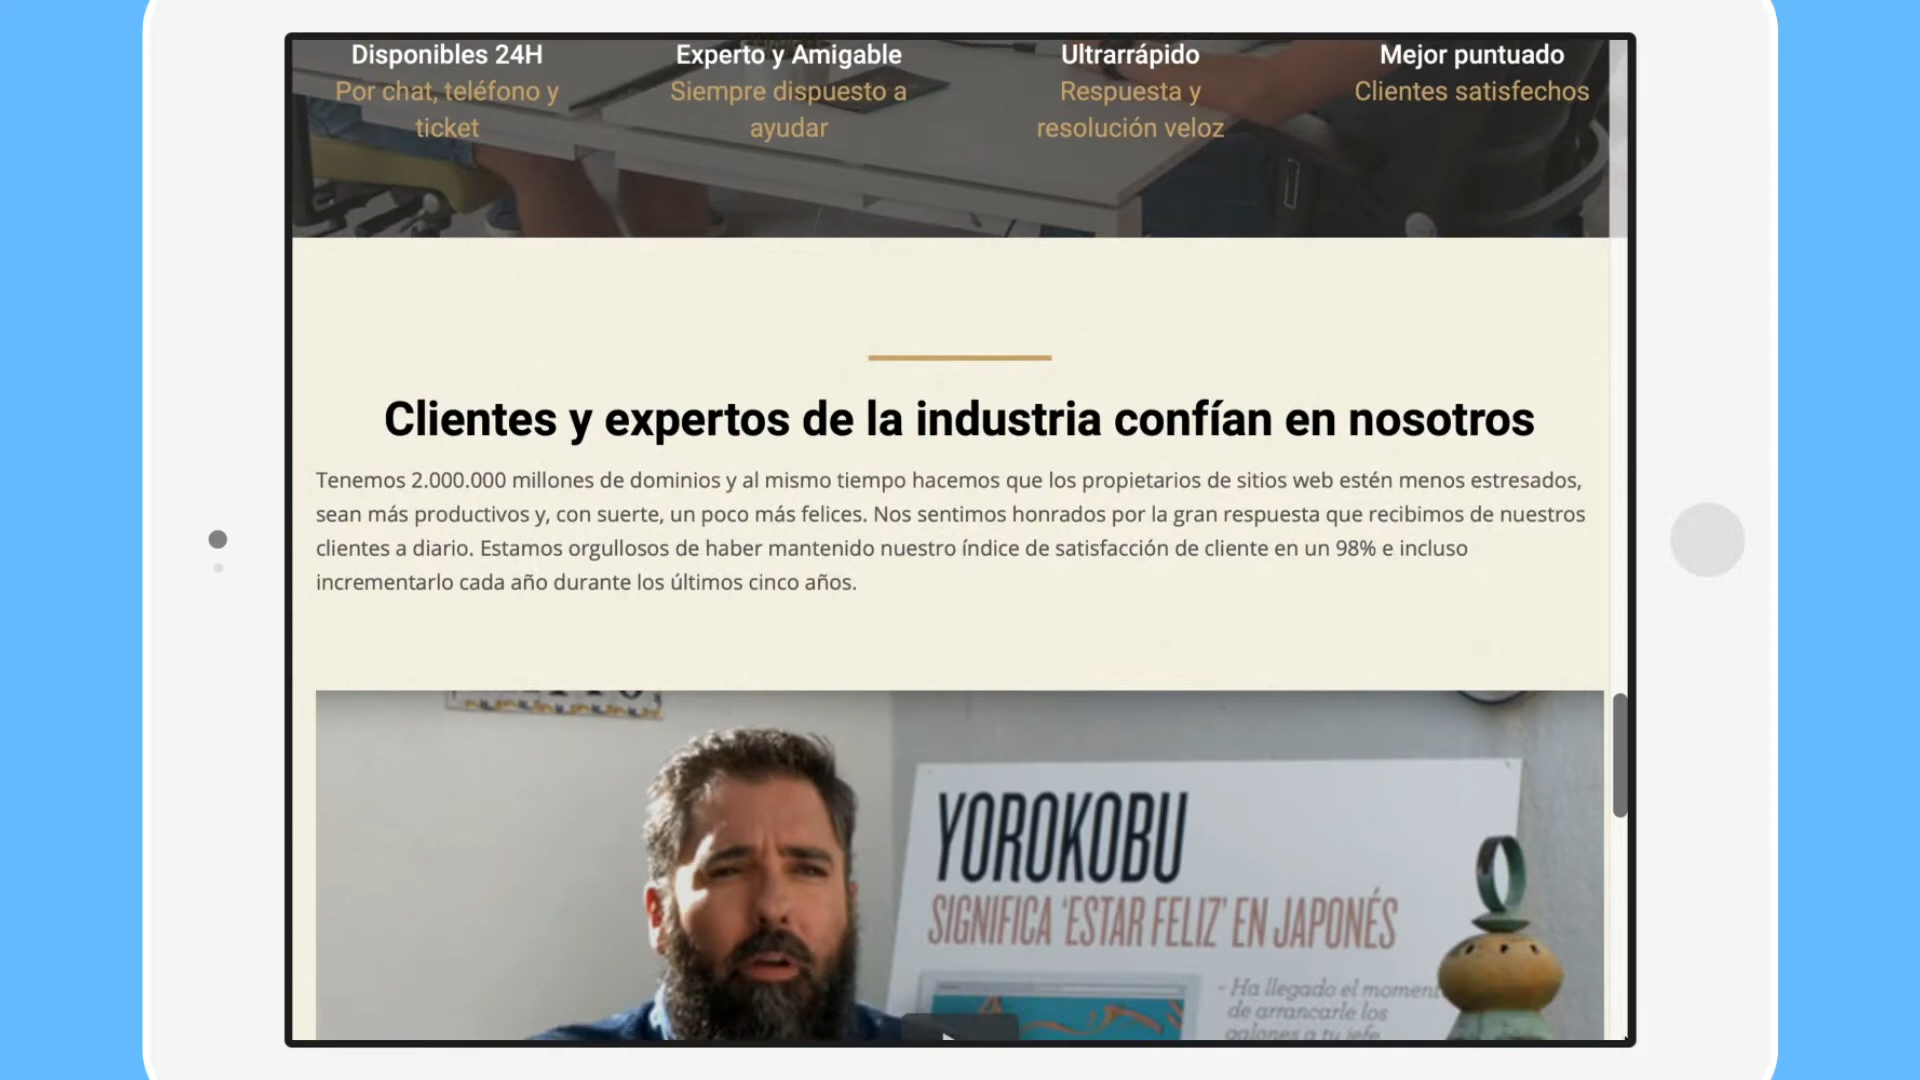 Disponibles 24H
Por chat, teléfono y
ticket
Experto y Amigable
Siempre dispuesto a
ayudar
Ultrarrápido
Respuesta y
resolución veloz
Mejor puntuado
Clientes satisfechos
Clientes y expertos de la industria confían en nosotros
Tenemos 2.000.000 millones de dominios y al mismo tiempo hacemos que los propietarios de sitios web estén menos estresados,
sean más productivos y, con suerte, un poco más felices. Nos sentimos honrados por la gran respuesta que recibimos de nuestros
clientes a diario. Estamos orgullosos de haber mantenido nuestro índice de satisfacción de cliente en un 98% e incluso
incrementarlo cada año durante los últimos cinco años.
YOROKOBU
SIGNIFICA 'ESTAR FELIZ' EN JAPONÉS
- Ha llegado el moment
de arrancarle los
galones a tu jefe